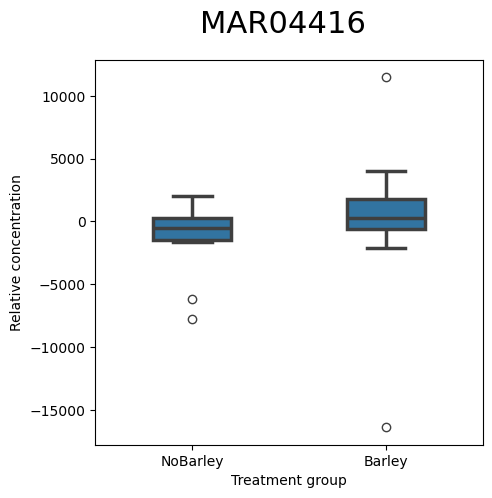 MAR04416
10000
5000
0
−5000
−10000
−15000
Relative concentration
NoBarley
Barley
Treatment group